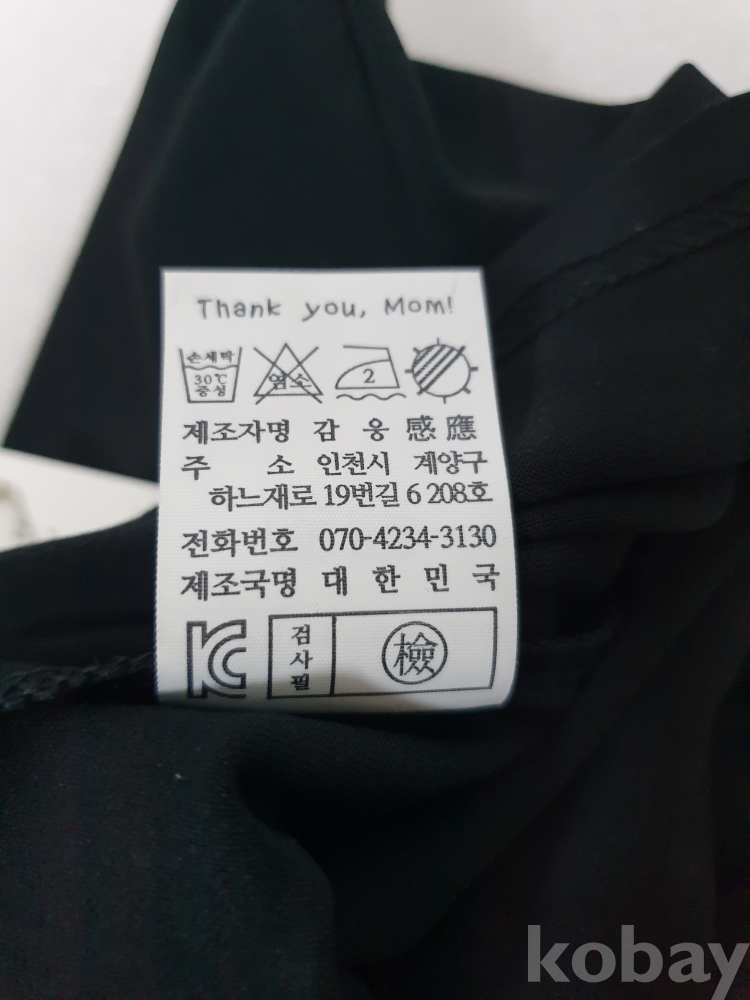 Thank you, Mom!
손세탁
30℃
중성
염소
2
제조자명 감 응 感應
주 소 인천시 계양구
하느재로 19번길 6 208호
전화번호 070-4234-3130
제조국명 대 한 민 국
KC
검
사
필
檢
kobay